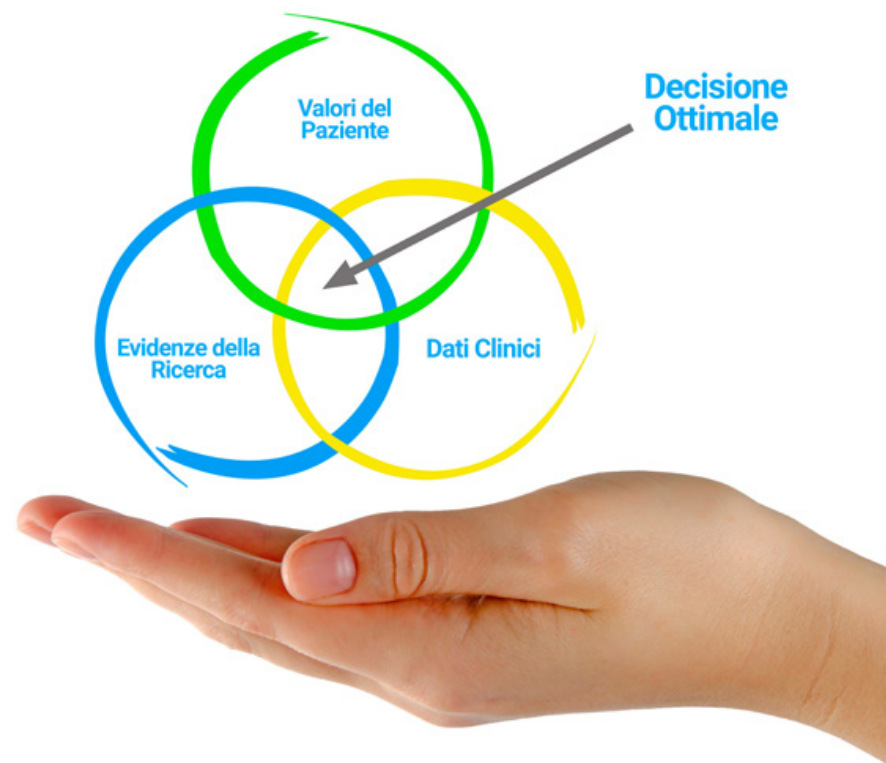 Valori del
Paziente
Decisione
Ottimale
Evidenze della
Ricerca
Dati Clinici